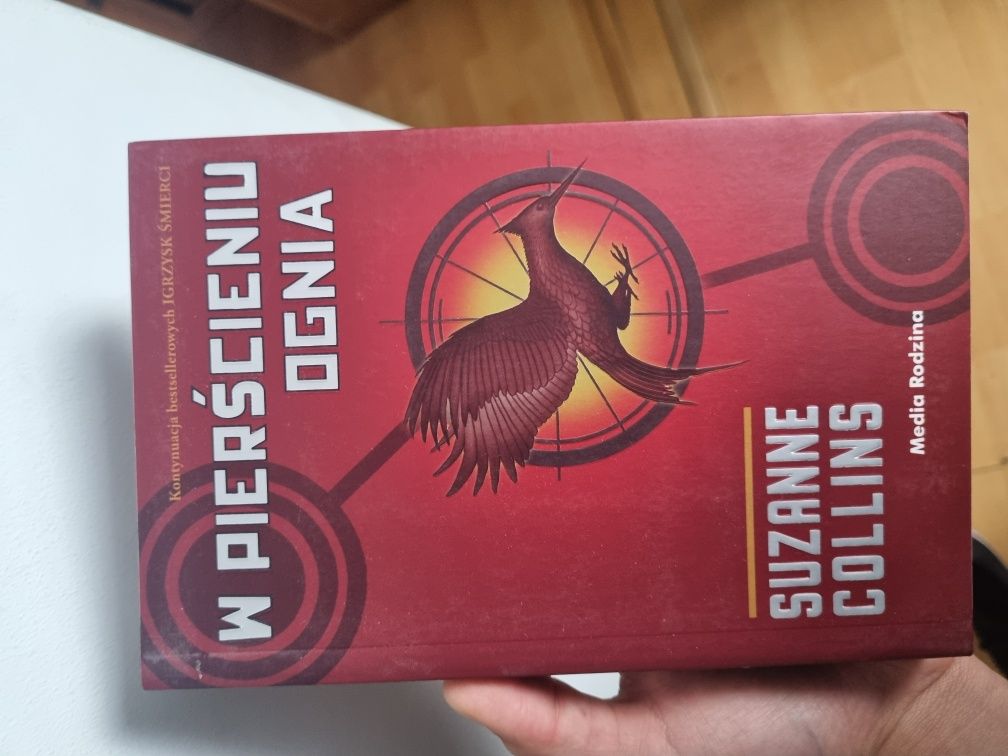 Kontynuacja bestsellerowych IGRZYSK ŚMIERCI
W PIERŚCIENIU
OGNIA
SUZANNE
COLLINS
Media Rodzina